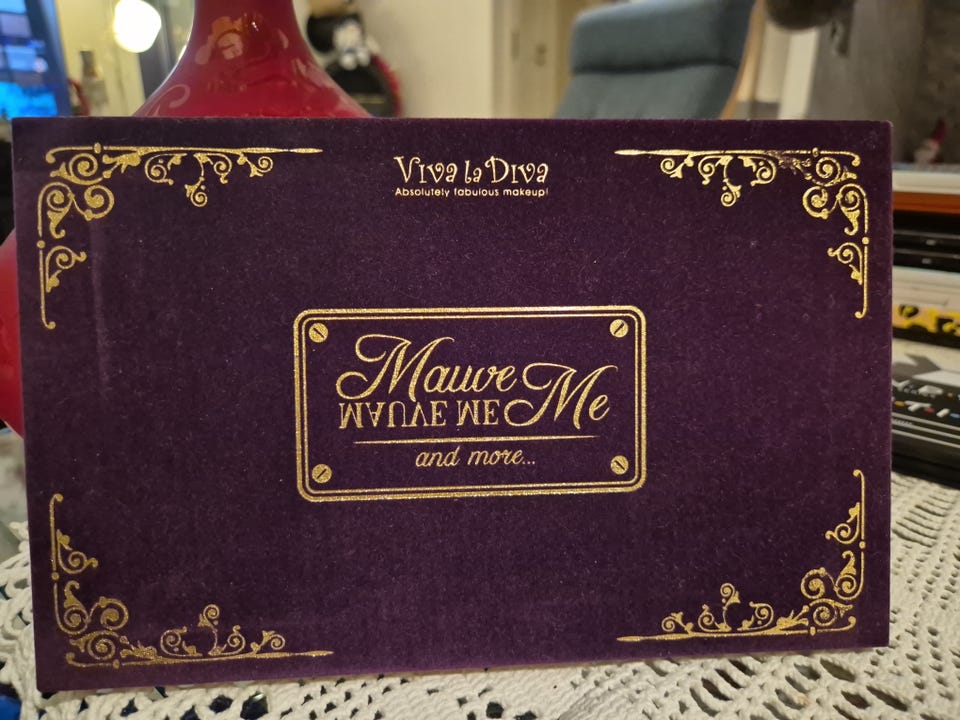 Viva la Diva
Absolutely fabulous makeup!
Mauve Me
MAUVE ME
and more...